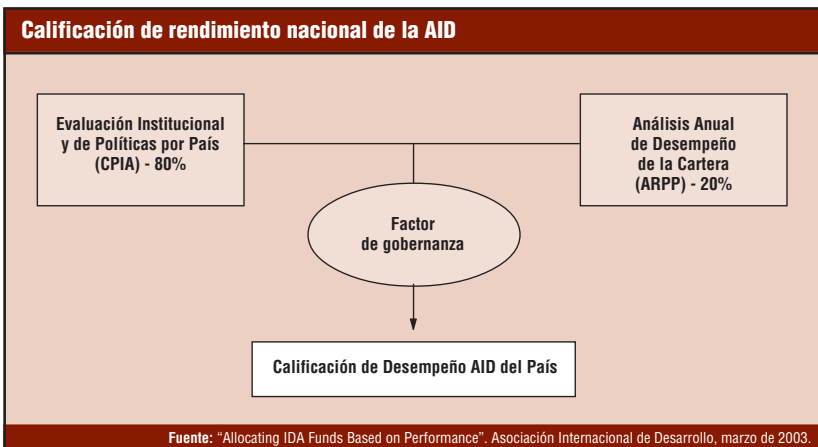 Calificación de rendimiento nacional de la AID
Evaluación Institucional
y de Políticas por País
(CPIA) - 80%
Análisis Anual
de Desempeño
de la Cartera
(ARPP) - 20%
Factor
de gobernanza
Calificación de Desempeño AID del País
Fuente: “Allocating IDA Funds Based on Performance”. Asociación Internacional de Desarrollo, marzo de 2003.